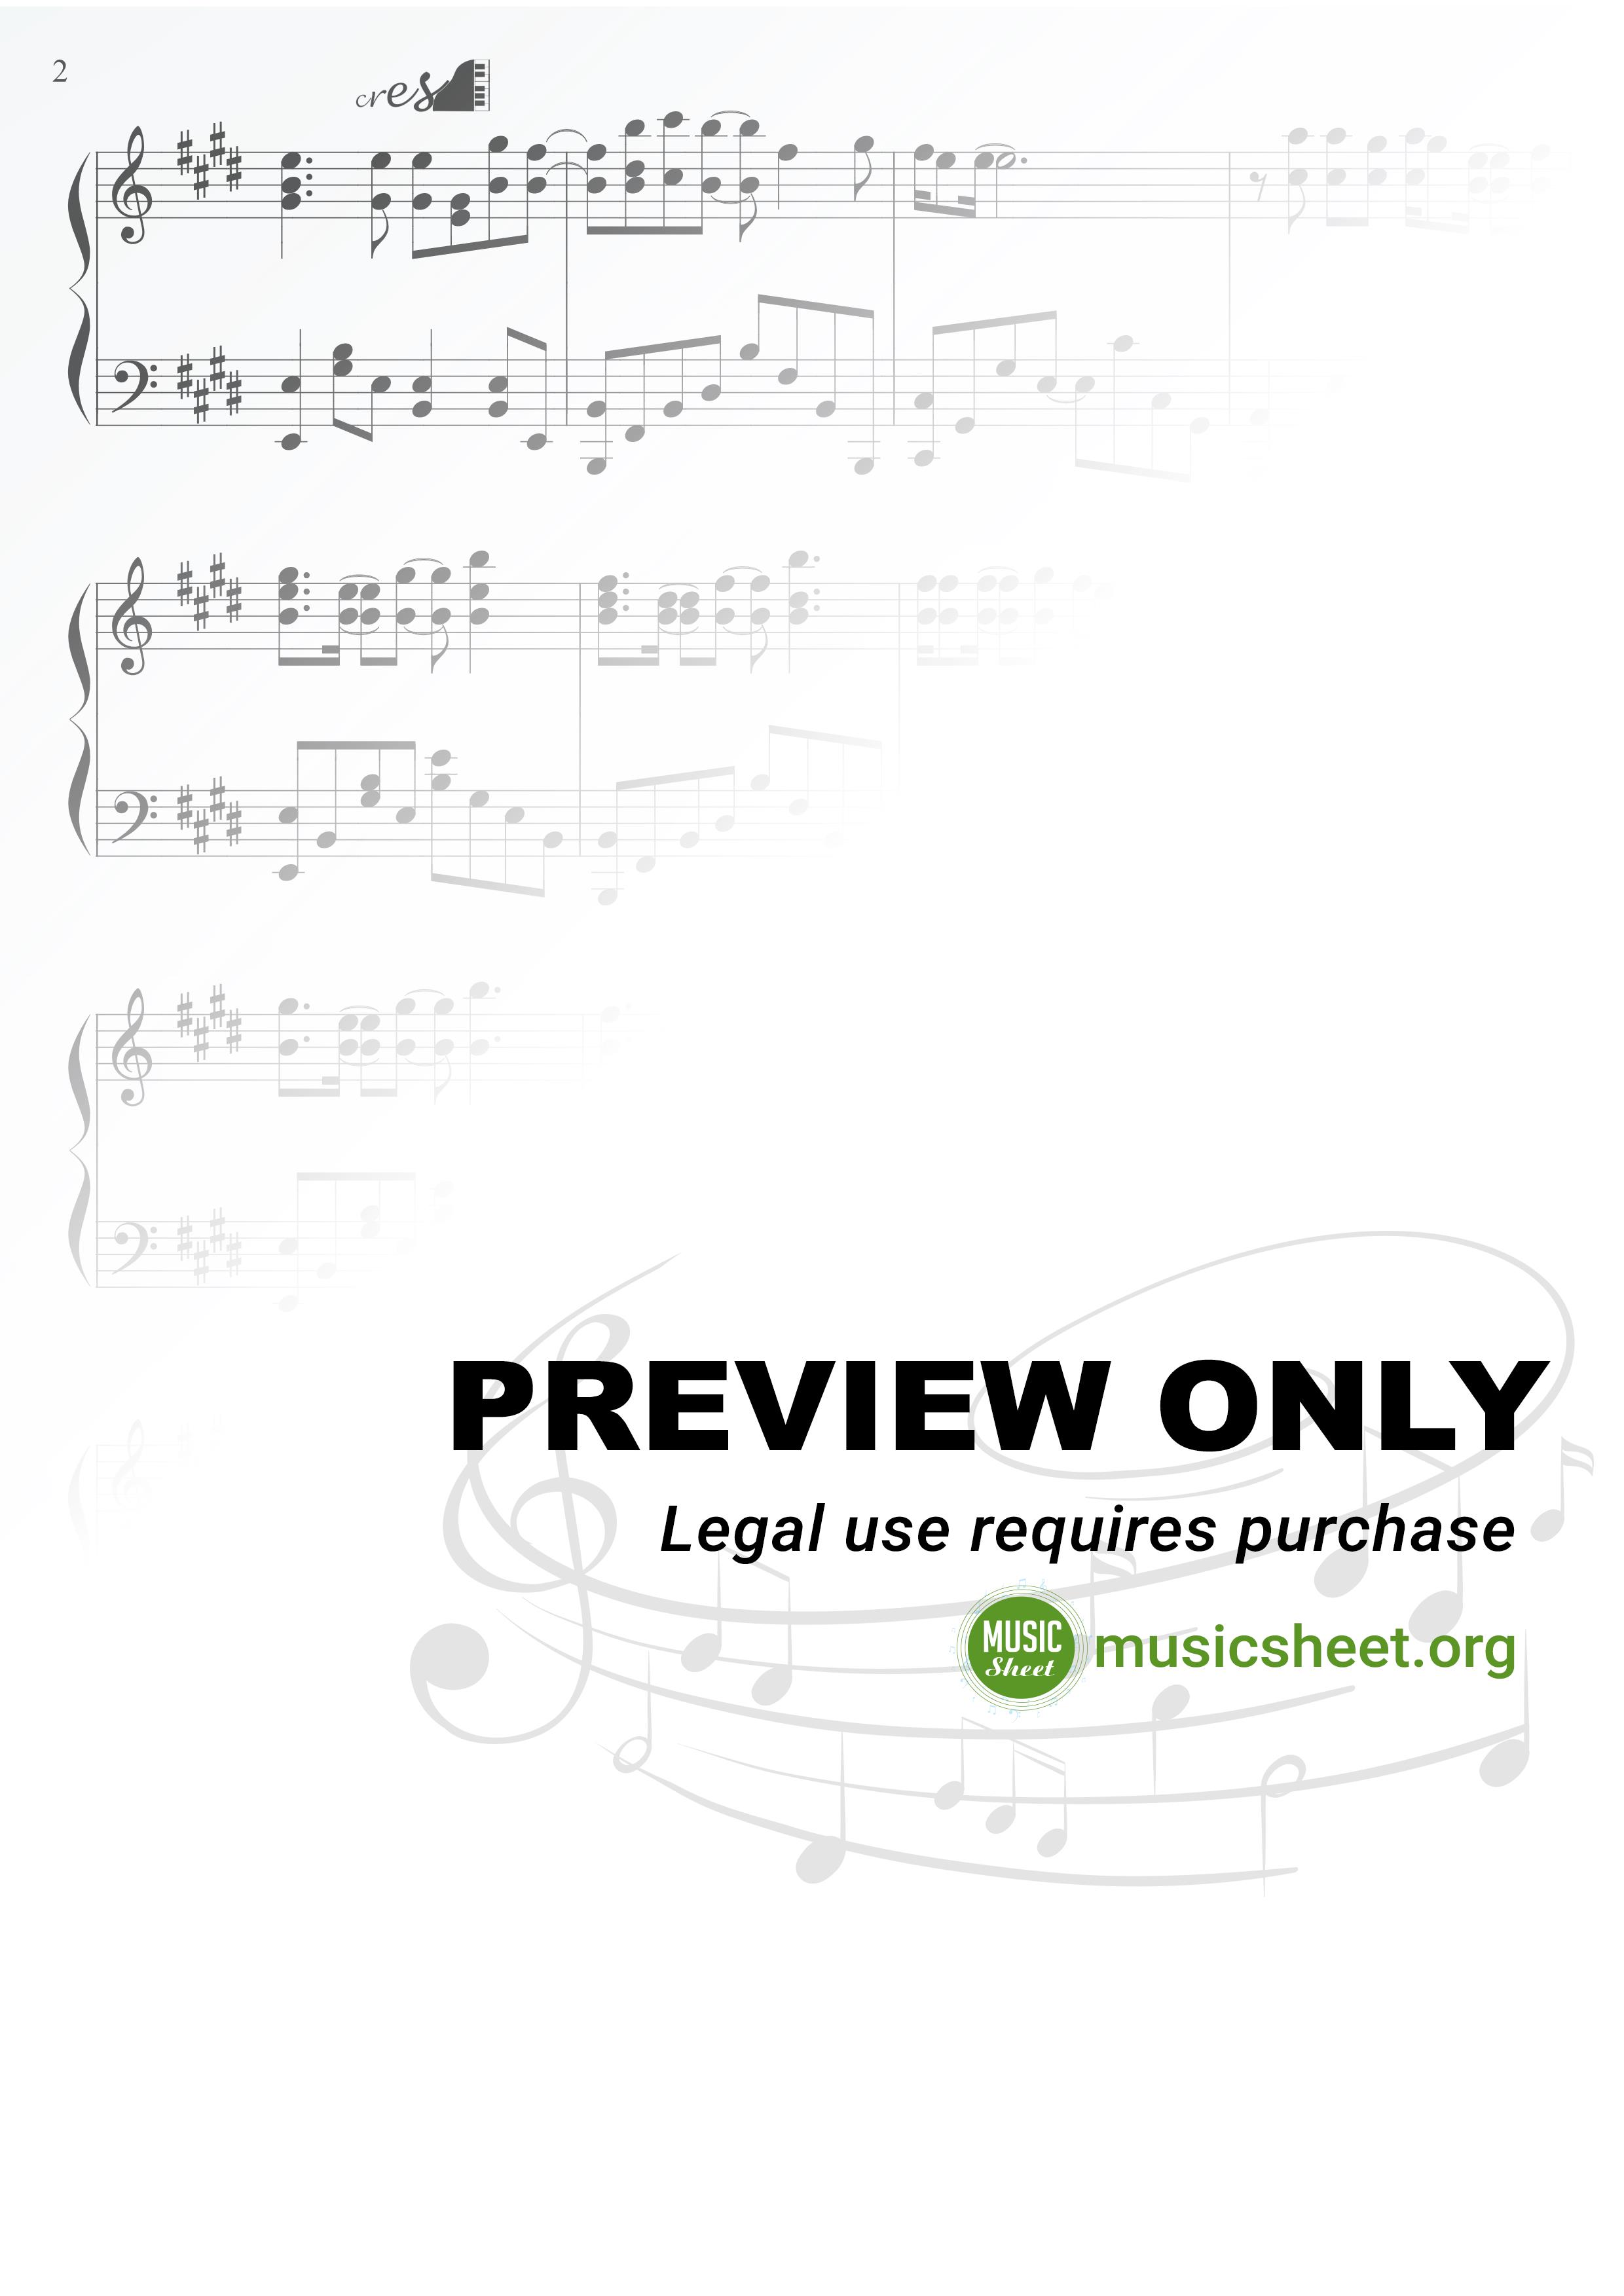 2
cres
PREVIEW ONLY
Legal use requires purchase
MUSIC
Sheet
musicsheet.org